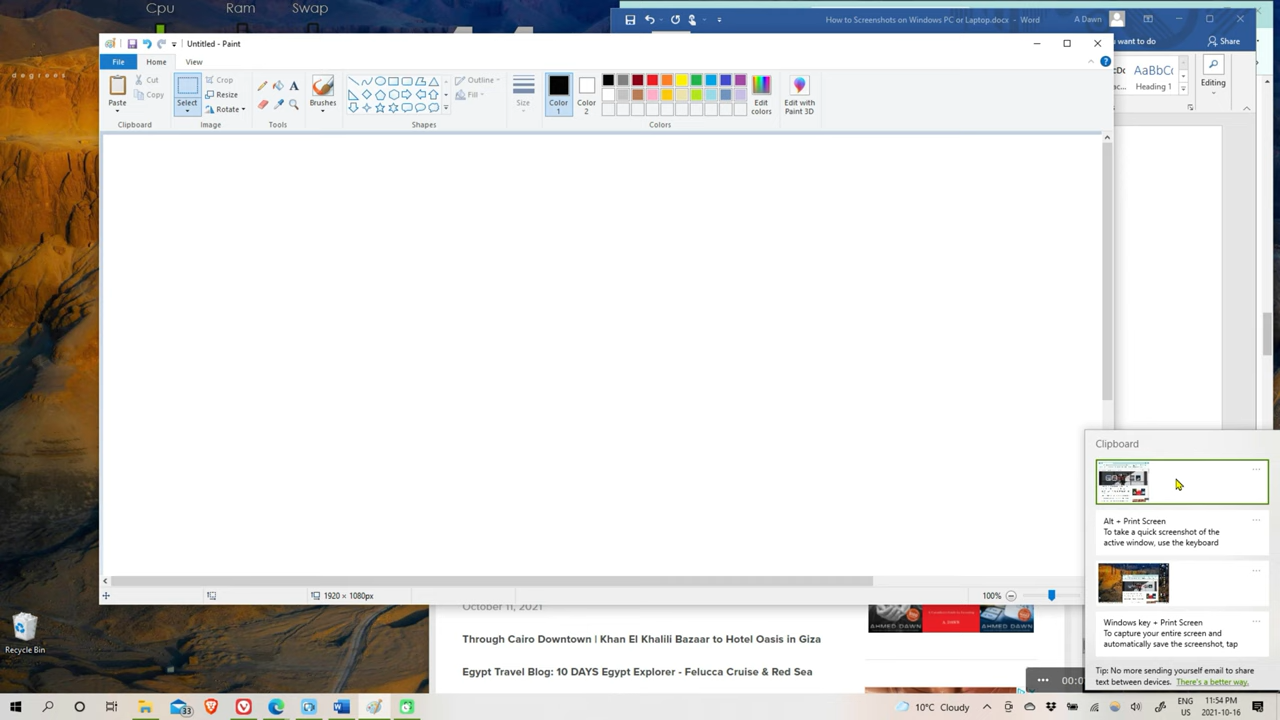 Cpu Ram Swap
degrees
How to Screenshots on Windows PC or Laptop.docx - Word
A Dawn
want to do
Share
Untitled - Paint
File Home View
Paste
Cut
Copy
Clipboard
Select
Crop
Resize
Rotate
Image
Tools
Brushes
Shapes
Outline
Fill
Size
Color 1
Color 2
Edit colors
Colors
Edit with Paint 3D
AaBbCc
Heading 1
Editing
1920 × 1080px
100%
October 11, 2021
Through Cairo Downtown | Khan El Khalili Bazaar to Hotel Oasis in Giza
Egypt Travel Blog: 10 DAYS Egypt Explorer - Felucca Cruise & Red Sea
AHMED DAWN
AHMED DAWN
Clipboard
Alt + Print Screen
To take a quick screenshot of the
active window, use the keyboard
Windows key + Print Screen
To capture your entire screen and
automatically save the screenshot, tap
Tip: No more sending yourself email to share
text between devices. There's a better way.
Recycle Bin
33
10°C Cloudy
ENG
US
11:54 PM
2021-10-16